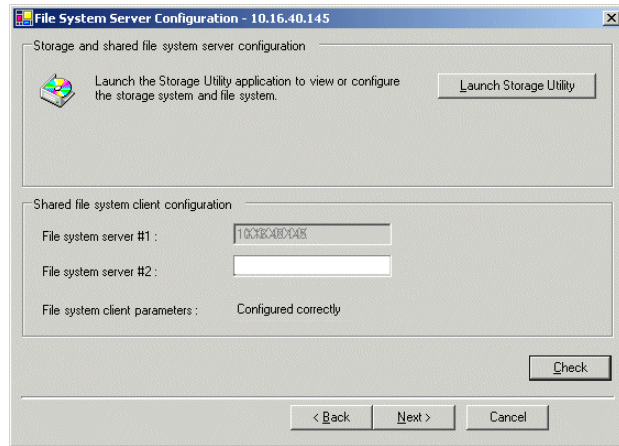 File System Server Configuration - 10.16.40.145
Storage and shared file system server configuration
Launch the Storage Utility application to view or configure
the storage system and file system.
Launch Storage Utility
Shared file system client configuration
File system server #1 :
File system server #2 :
File system client parameters : Configured correctly
Check
< Back
Next >
Cancel